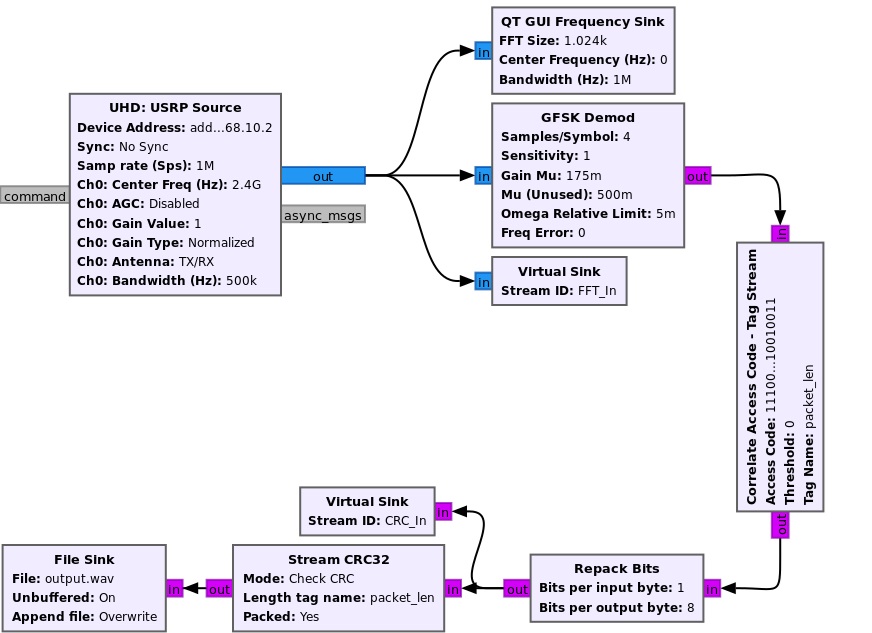 QT GUI Frequency Sink
FFT Size: 1.024k
Center Frequency (Hz): 0
Bandwidth (Hz): 1M
in
UHD: USRP Source
Device Address: add...68.10.2
Sync: No Sync
Samp rate (Sps): 1M
Ch0: Center Freq (Hz): 2.4G
Ch0: AGC: Disabled
Ch0: Gain Value: 1
Ch0: Gain Type: Normalized
Ch0: Antenna: TX/RX
Ch0: Bandwidth (Hz): 500k
command
out
async_msgs
GFSK Demod
Samples/Symbol: 4
Sensitivity: 1
Gain Mu: 175m
Mu (Unused): 500m
Omega Relative Limit: 5m
Freq Error: 0
in
out
Virtual Sink
Stream ID: FFT_In
in
in
Correlate Access Code - Tag Stream
Access Code: 11100...10010011
Threshold: 0
Tag Name: packet_len
out
Virtual Sink
Stream ID: CRC_In
in
File Sink
File: output.wav
Unbuffered: On
Append file: Overwrite
in
out
Stream CRC32
Mode: Check CRC
Length tag name: packet_len
Packed: Yes
in
out
Repack Bits
Bits per input byte: 1
Bits per output byte: 8
in